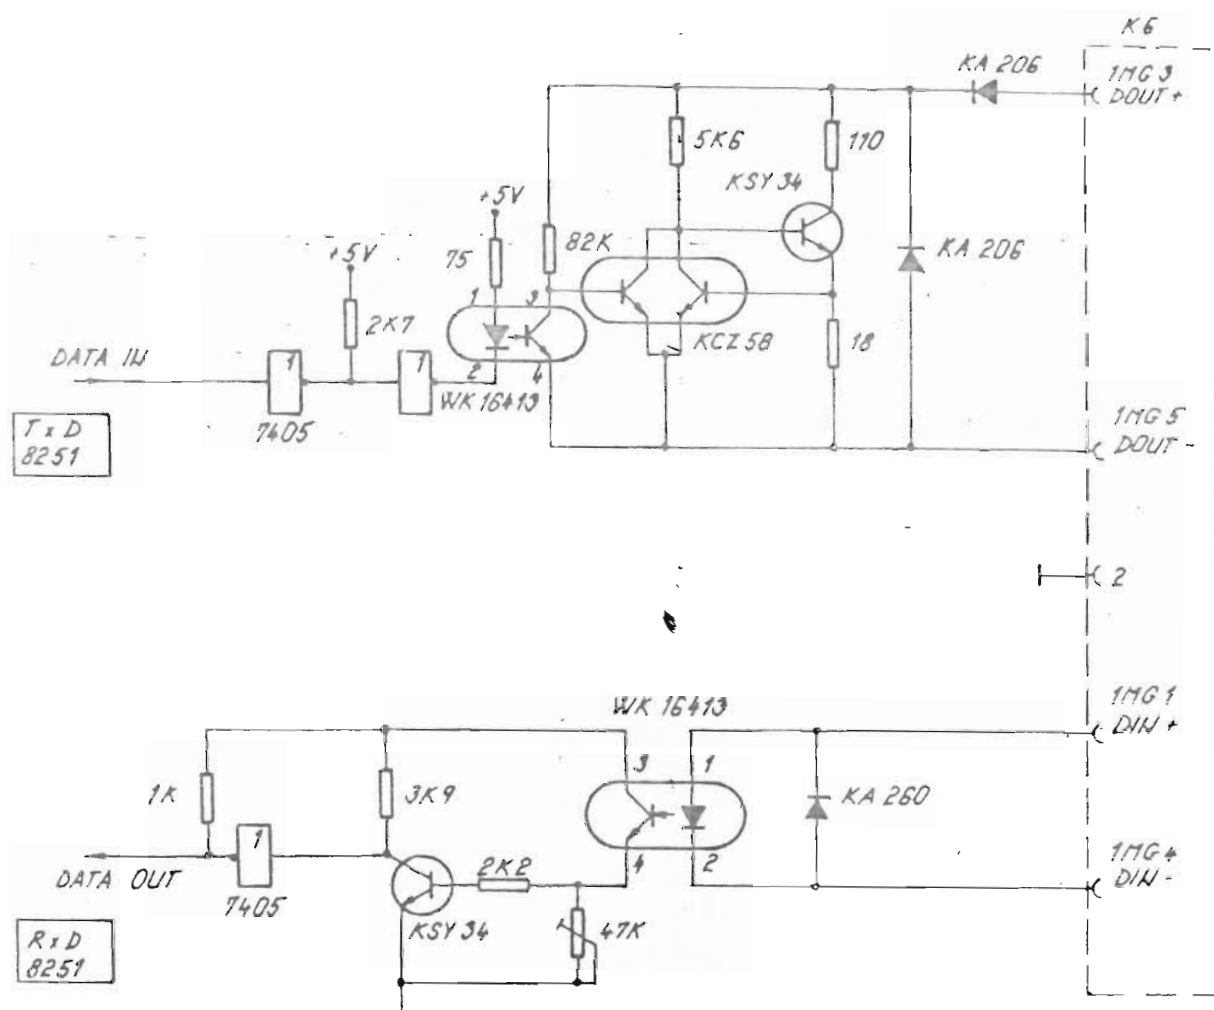 K6
KA 206
1MG 3
DOUT +
5K6
110
KSY 34
+5V
82K
+5V
75
1
3
KA 206
2K7
KCZ 58
18
DATA IN
1
1
2
4
WK 16413
7405
1MG 5
DOUT -
T x D
8251
2
WK 16413
1MG 1
DIN +
3
1
1K
3K9
KA 260
1
4
2
1MG 4
DIN -
2K2
DATA OUT
7405
KSY 34
47K
R x D
8251